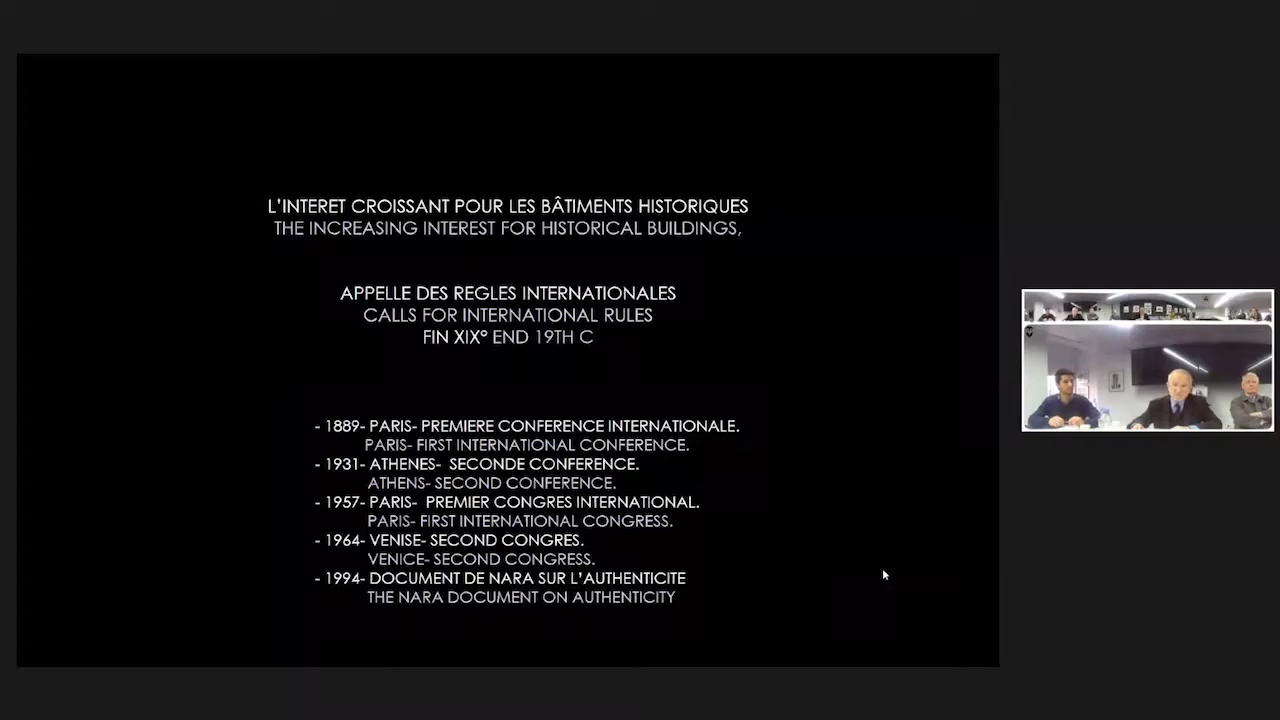 L'INTERET CROISSANT POUR LES BÂTIMENTS HISTORIQUES
THE INCREASING INTEREST FOR HISTORICAL BUILDINGS,
APPELLE DES REGLES INTERNATIONALES
CALLS FOR INTERNATIONAL RULES
FIN XIX° END 19TH C
- 1889- PARIS- PREMIERE CONFERENCE INTERNATIONALE.
PARIS- FIRST INTERNATIONAL CONFERENCE.
- 1931- ATHENES- SECONDE CONFERENCE.
ATHENS- SECOND CONFERENCE.
- 1957- PARIS- PREMIER CONGRES INTERNATIONAL.
PARIS- FIRST INTERNATIONAL CONGRESS.
- 1964- VENISE- SECOND CONGRES.
VENICE- SECOND CONGRESS.
- 1994- DOCUMENT DE NARA SUR L'AUTHENTICITE
THE NARA DOCUMENT ON AUTHENTICITY